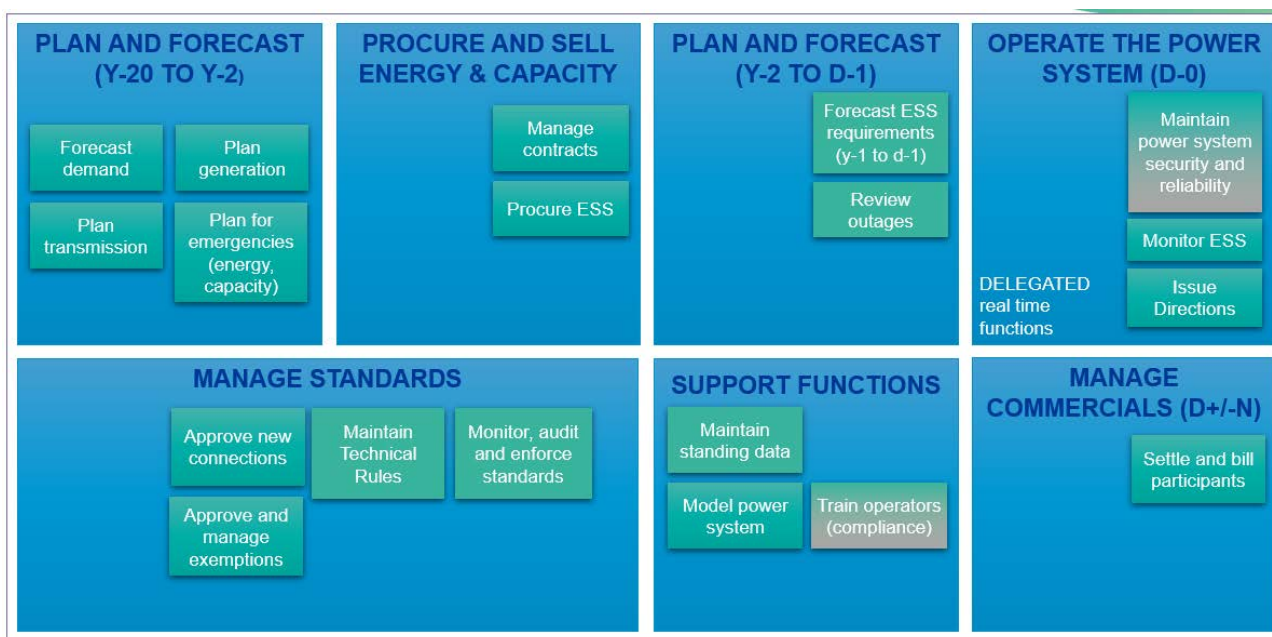 PLAN AND FORECAST
(Y-20 TO Y-2)
Forecast
demand
Plan
generation
Plan
transmission
Plan for
emergencies
(energy,
capacity)
PROCURE AND SELL
ENERGY & CAPACITY
Manage
contracts
Procure ESS
PLAN AND FORECAST
(Y-2 TO D-1)
Forecast ESS
requirements
(y-1 to d-1)
Review
outages
OPERATE THE POWER
SYSTEM (D-0)
Maintain
power system
security and
reliability
Monitor ESS
DELEGATED
real time
functions
Issue
Directions
MANAGE STANDARDS
Approve new
connections
Maintain
Technical
Rules
Monitor, audit
and enforce
standards
Approve and
manage
exemptions
SUPPORT FUNCTIONS
Maintain
standing data
Model power
system
Train operators
(compliance)
MANAGE
COMMERCIALS (D+/-N)
Settle and bill
participants